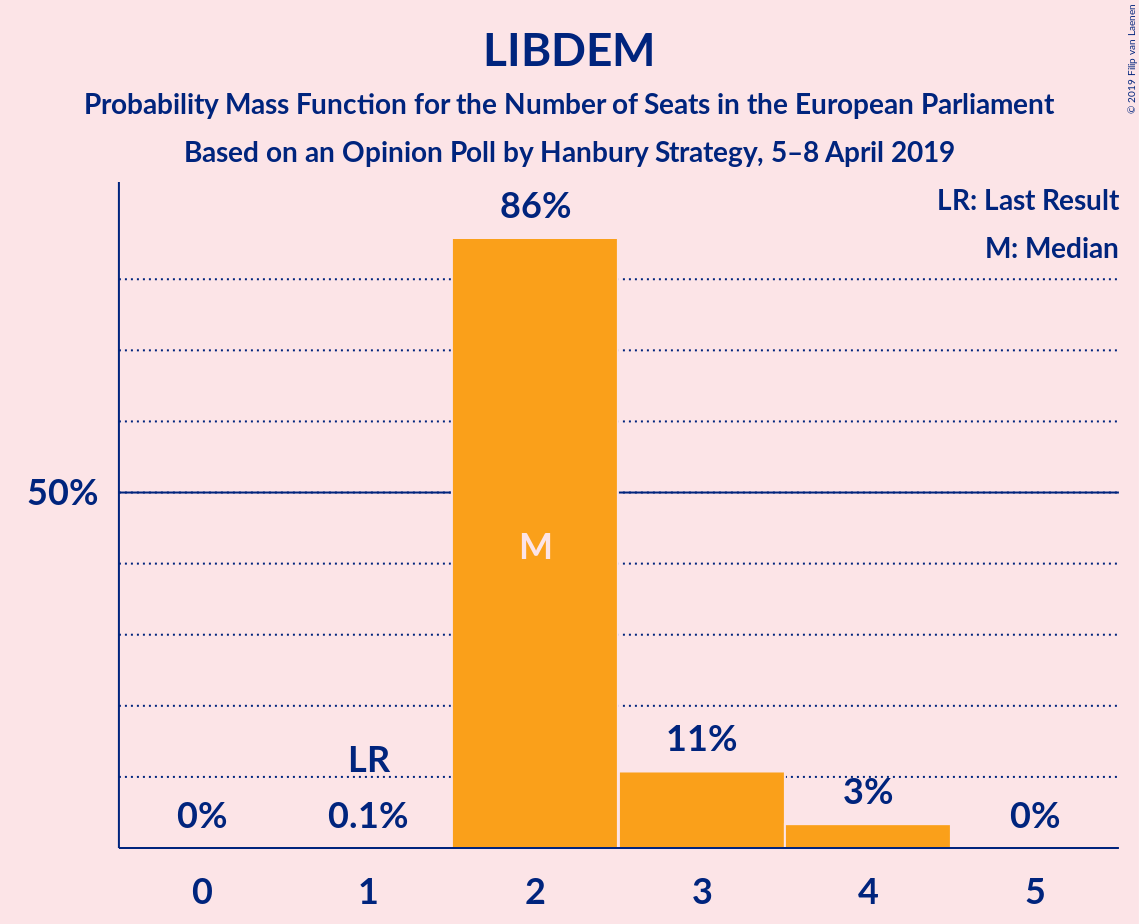 LIBDEM
Probability Mass Function for the Number of Seats in the European Parliament
Based on an Opinion Poll by Hanbury Strategy, 5–8 April 2019
© 2019 Filip van Laenen
LR: Last Result
M: Median
86%
50%
M
11%
LR
3%
0%
0.1%
0%
0 1 2 3 4 5